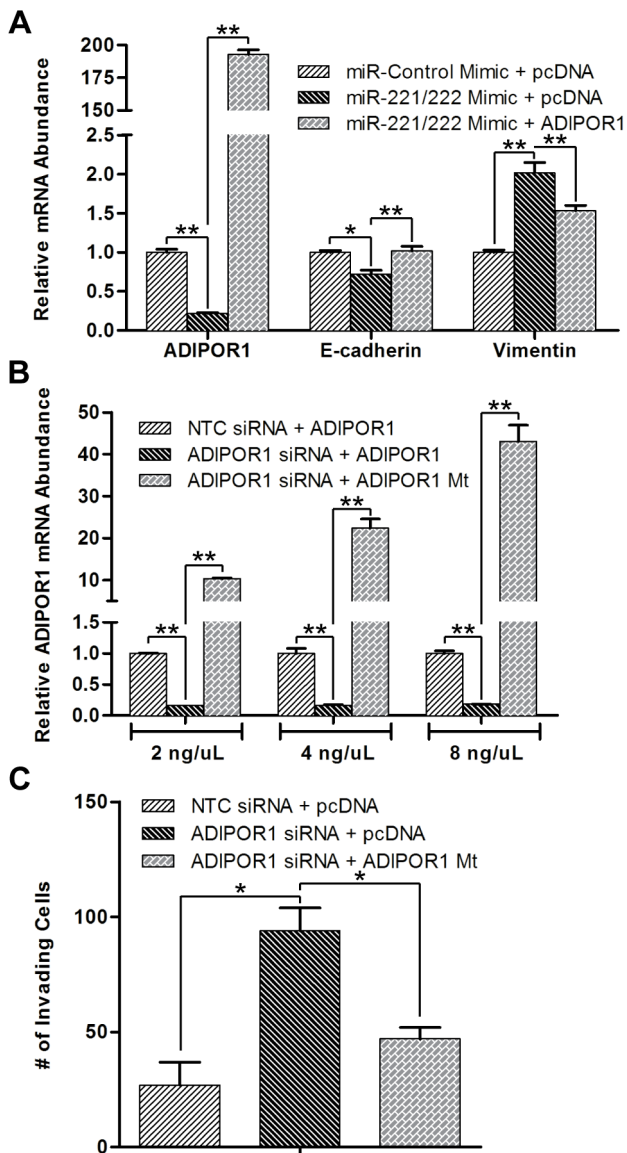 A
Relative mRNA Abundance
200
175
150
125
100
2.5
2.0
1.5
1.0
0.5
0.0
miR-Control Mimic + pcDNA
miR-221/222 Mimic + pcDNA
miR-221/222 Mimic + ADIPOR1
**
**
*
**
**
**
ADIPOR1
E-cadherin
Vimentin
B
Relative ADIPOR1 mRNA Abundance
50
40
30
20
10
1.5
1.0
0.5
0.0
NTC siRNA + ADIPOR1
ADIPOR1 siRNA + ADIPOR1
ADIPOR1 siRNA + ADIPOR1 Mt
**
**
**
**
**
**
2 ng/uL
4 ng/uL
8 ng/uL
C
# of Invading Cells
150
100
50
0
NTC siRNA + pcDNA
ADIPOR1 siRNA + pcDNA
ADIPOR1 siRNA + ADIPOR1 Mt
*
*